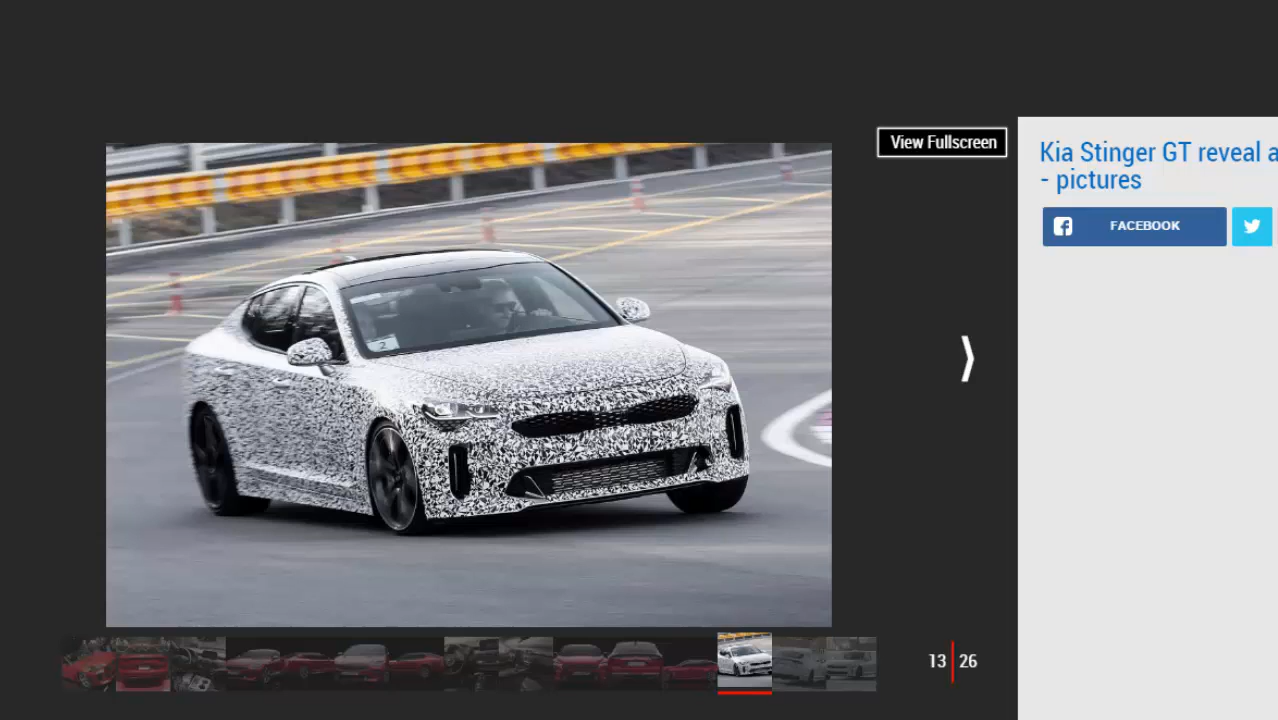 View Fullscreen
Kia Stinger GT reveal a
- pictures
FACEBOOK
2
13 26